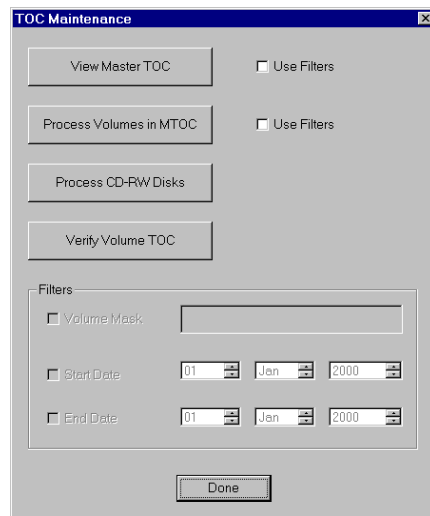 TOC Maintenance
View Master TOC Use Filters
Process Volumes in MTOC Use Filters
Process CD-RW Disks
Verify Volume TOC
Filters
Volume Mask
Start Date 01 Jan 2000
End Date 01 Jan 2000
Done